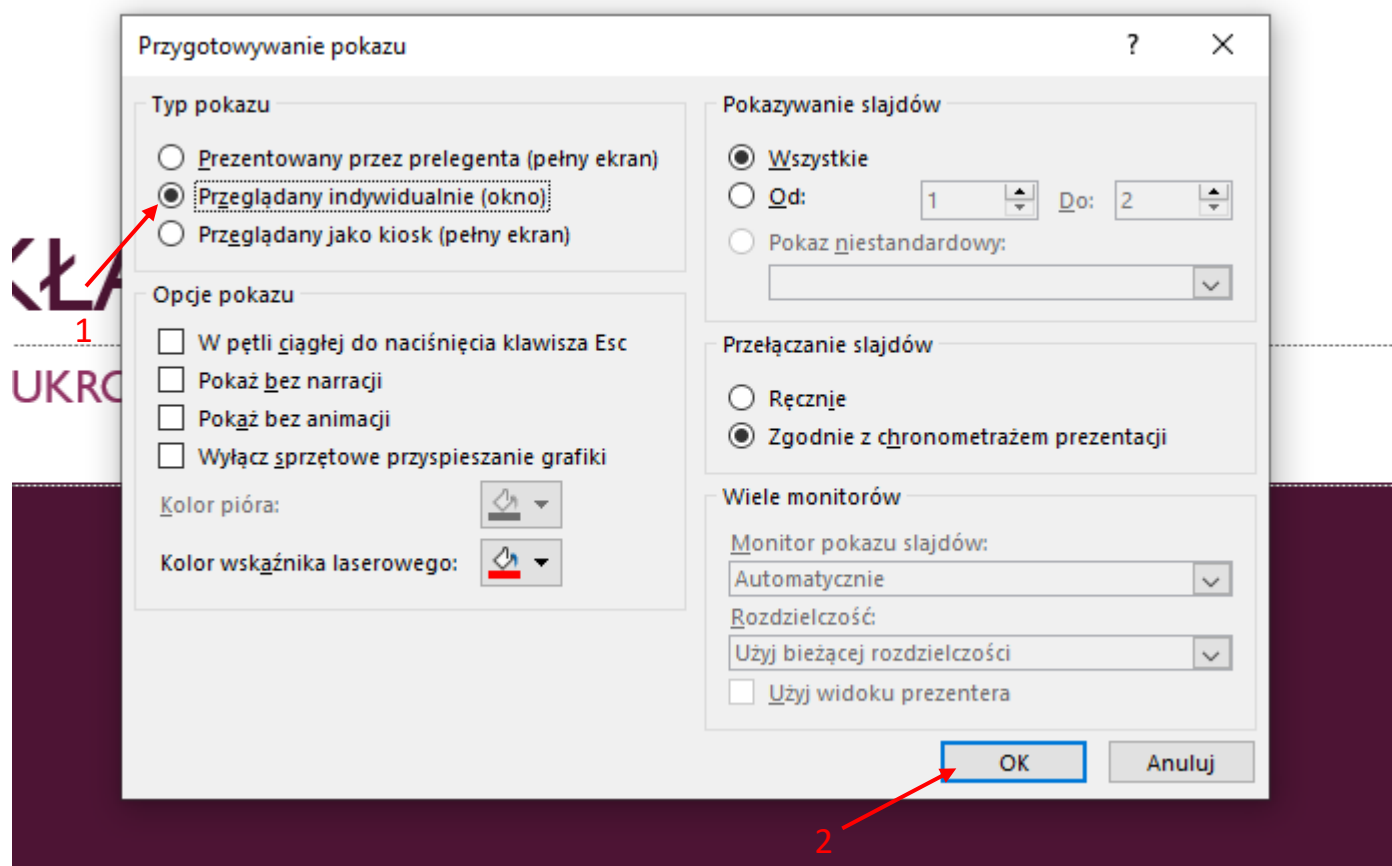 Przygotowywanie pokazu
?
Typ pokazu
Prezentowany przez prelegenta (pełny ekran)
Przeglądany indywidualnie (okno)
Przeglądany jako kiosk (pełny ekran)
Opcje pokazu
W pętli ciągłej do naciśnięcia klawisza Esc
Pokaż bez narracji
Pokaż bez animacji
Wyłącz sprzętowe przyspieszanie grafiki
Kolor pióra:
Kolor wskaźnika laserowego:
Pokazywanie slajdów
Wszystkie
Od: 1 Do: 2
Pokaz niestandardowy:
Przełączanie slajdów
Ręcznie
Zgodnie z chronometrażem prezentacji
Wiele monitorów
Monitor pokazu slajdów:
Automatycznie
Rozdzielczość:
Użyj bieżącej rozdzielczości
Użyj widoku prezentera
OK Anuluj
1
2